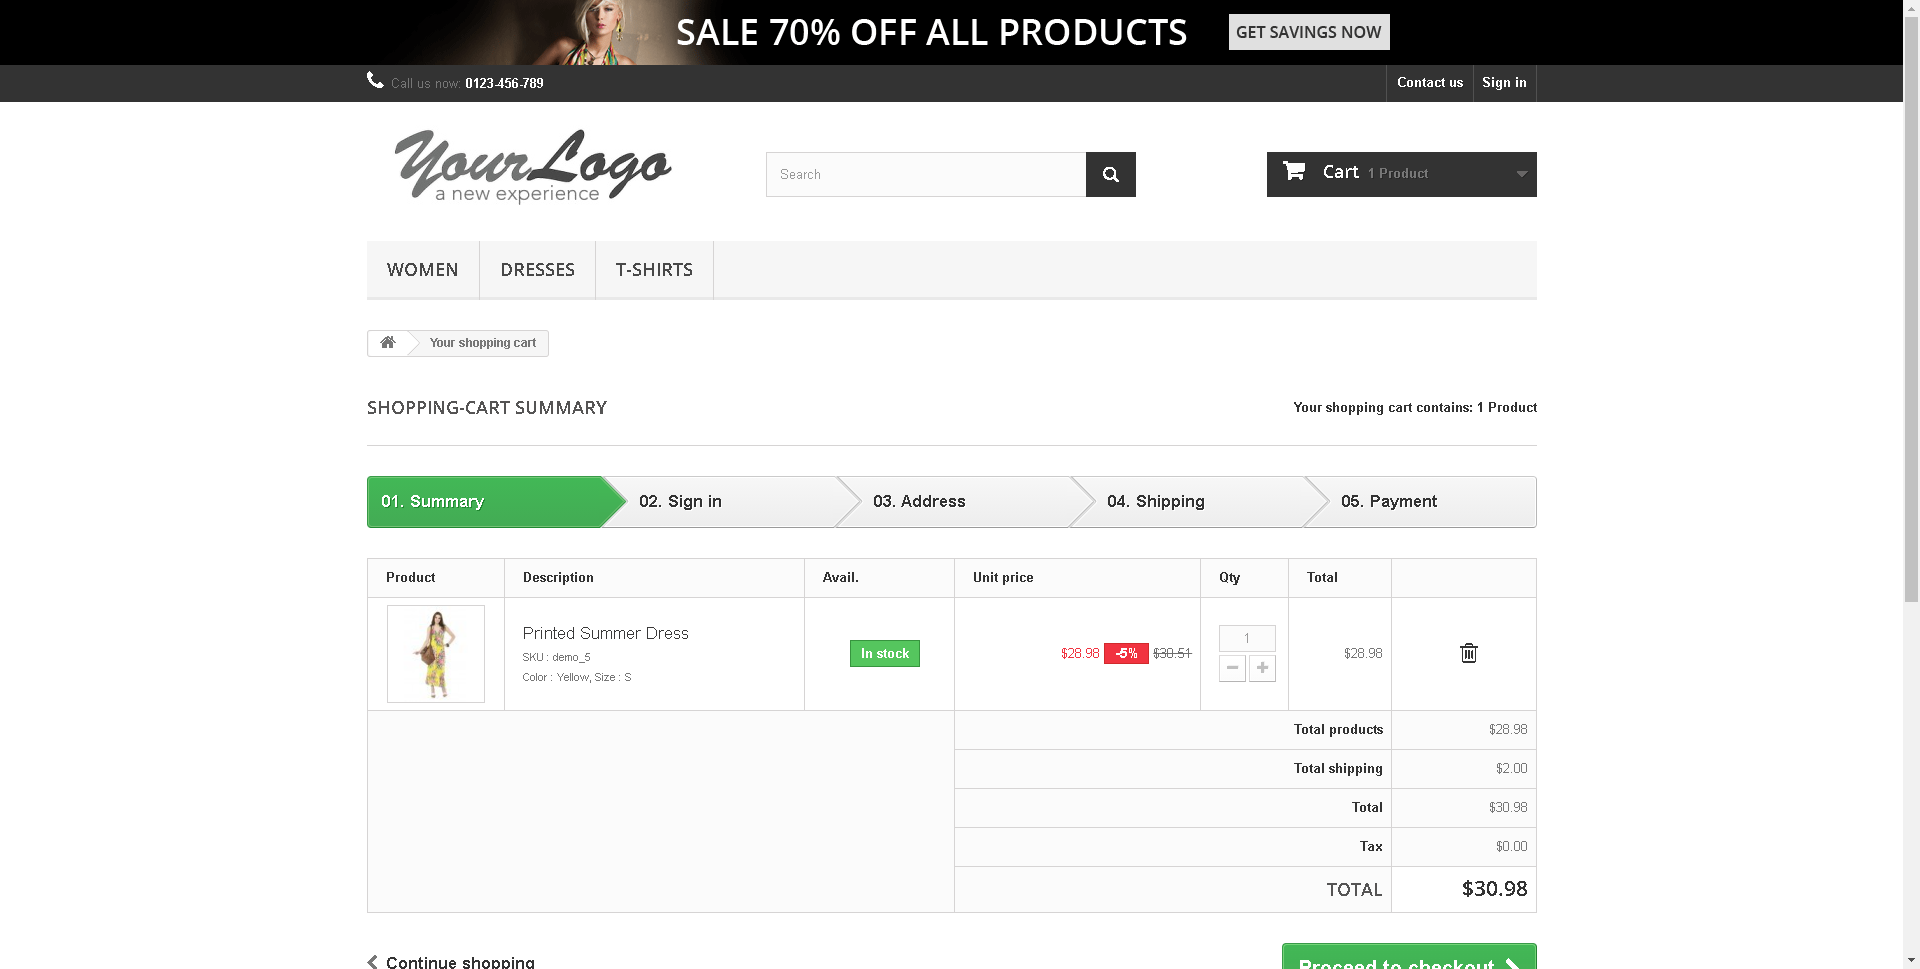 SALE 70% OFF ALL PRODUCTS GET SAVINGS NOW
Call us now: 0123-456-789 Contact us Sign in
YourLogo
a new experience
Search
Cart 1 Product
WOMEN DRESSES T-SHIRTS
Your shopping cart
SHOPPING-CART SUMMARY Your shopping cart contains: 1 Product
01. Summary 02. Sign in 03. Address 04. Shipping 05. Payment
Product Description Avail. Unit price Qty Total
Printed Summer Dress
SKU : demo_5
Color : Yellow, Size : S
In stock
$28.98 -5% $30.51
1
$28.98
Total products $28.98
Total shipping $2.00
Total $30.98
Tax $0.00
TOTAL $30.98
Continue shopping
Proceed to checkout